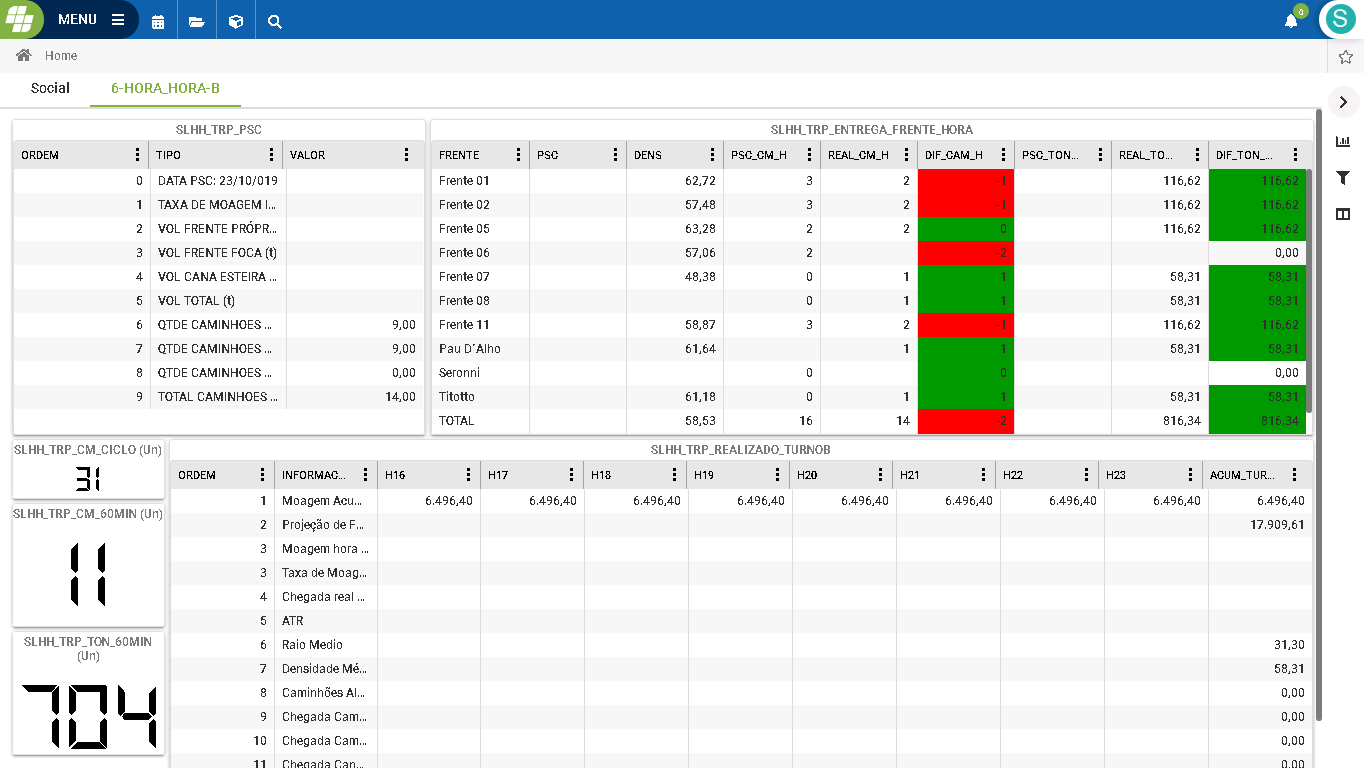 MENU
0
S
Home
Social 6-HORA_HORA-B
SLHH_TRP_PSC
ORDEM TIPO VALOR
0 DATA PSC: 23/10/019
1 TAXA DE MOAGEM I...
2 VOL FRENTE PRÓPR...
3 VOL FRENTE FOCA (t)
4 VOL CANA ESTEIRA ...
5 VOL TOTAL (t)
6 QTDE CAMINHOES ... 9,00
7 QTDE CAMINHOES ... 9,00
8 QTDE CAMINHOES ... 0,00
9 TOTAL CAMINHOES ... 14,00
SLHH_TRP_ENTREGA_FRENTE_HORA
FRENTE PSC DENS PSC_CM_H REAL_CM_H DIF_CAM_H PSC_TON... REAL_TO... DIF_TON_...
Frente 01 62,72 3 2 -1 116,62 116,62
Frente 02 57,48 3 2 -1 116,62 116,62
Frente 05 63,28 2 2 0 116,62 116,62
Frente 06 57,06 2 -2 0,00
Frente 07 48,38 0 1 1 58,31 58,31
Frente 08 0 1 1 58,31 58,31
Frente 11 58,87 3 2 -1 116,62 116,62
Pau D´Alho 61,64 1 1 58,31 58,31
Seronni 0 0 0,00
Titotto 61,18 0 1 1 58,31 58,31
TOTAL 58,53 16 14 -2 816,34 816,34
SLHH_TRP_CM_CICLO (Un)
31
SLHH_TRP_CM_60MIN (Un)
11
SLHH_TRP_TON_60MIN
(Un)
704
SLHH_TRP_REALIZADO_TURNOB
ORDEM INFORMAC... H16 H17 H18 H19 H20 H21 H22 H23 ACUM_TUR...
1 Moagem Acu... 6.496,40 6.496,40 6.496,40 6.496,40 6.496,40 6.496,40 6.496,40 6.496,40 6.496,40
2 Projeção de F... 17.909,61
3 Moagem hora ...
3 Taxa de Moag...
4 Chegada real ...
5 ATR
6 Raio Medio 31,30
7 Densidade Mé... 58,31
8 Caminhões Al... 0,00
9 Chegada Cam... 0,00
10 Chegada Cam... 0,00
11 Chegada Can... 0,00